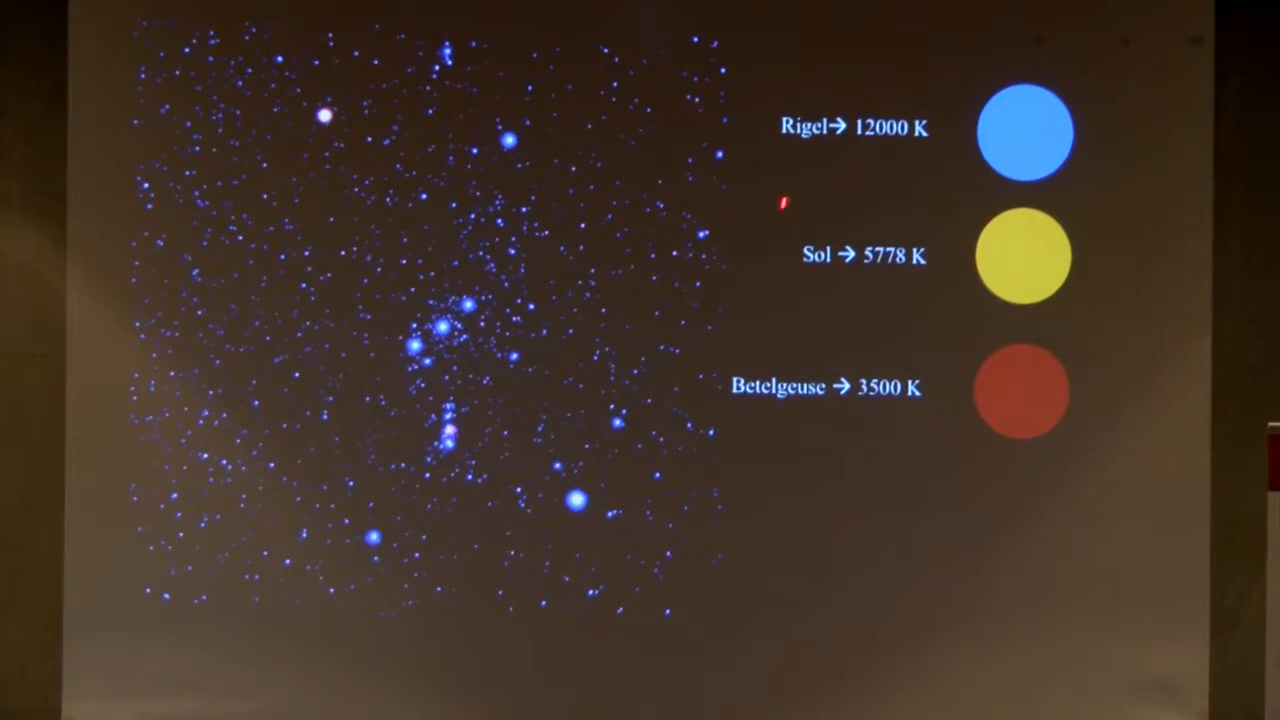 Rigel→ 12000 K
Sol → 5778 K
Betelgeuse → 3500 K